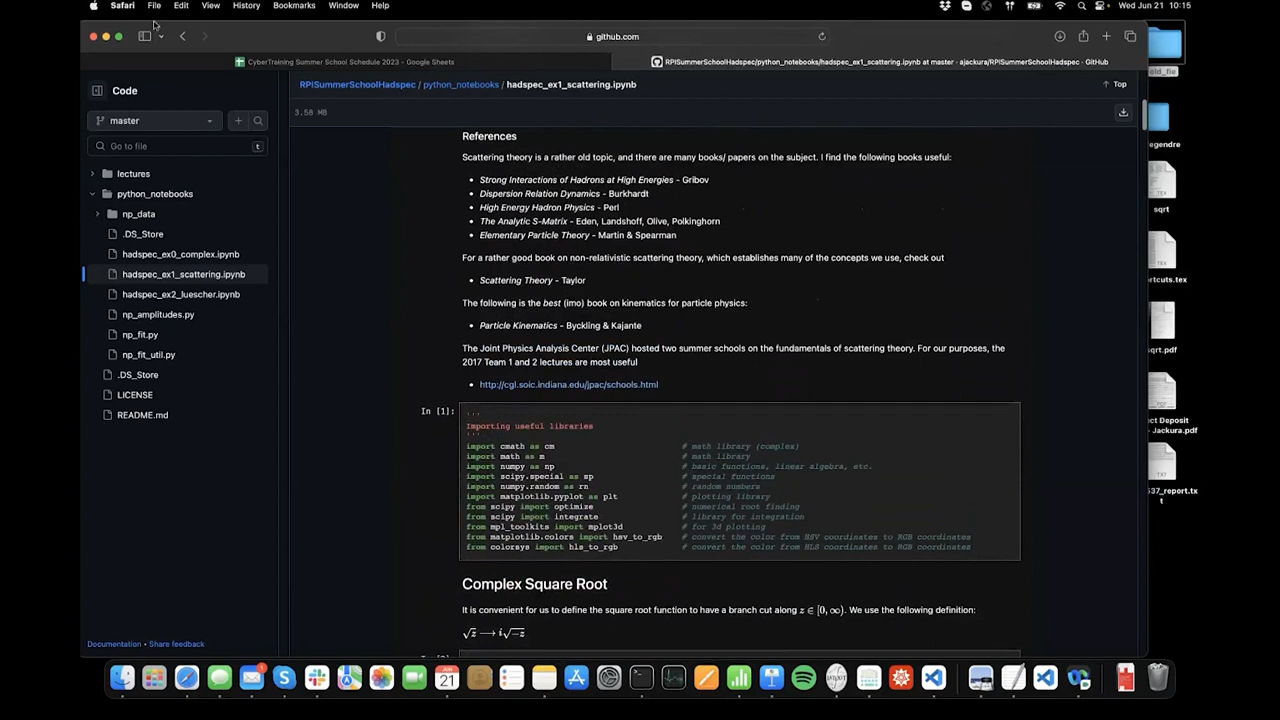 Safari File Edit View History Bookmarks Window Help Wed Jun 21 10:15
github.com
CyberTraining Summer School Schedule 2023 - Google Sheets
RPISummerSchoolHadspec/python_notebooks/hadspec_ex1_scattering.ipynb at master · ajackura/RPISummerSchoolHadspec · GitHub
Code
master
Go to file t
lectures
python_notebooks
np_data
.DS_Store
hadspec_ex0_complex.ipynb
hadspec_ex1_scattering.ipynb
hadspec_ex2_luescher.ipynb
np_amplitudes.py
np_fit.py
np_fit_util.py
.DS_Store
LICENSE
README.md
Documentation • Share feedback
RPISummerSchoolHadspec / python_notebooks / hadspec_ex1_scattering.ipynb
Top
3.58 MB
References
Scattering theory is a rather old topic, and there are many books/ papers on the subject. I find the following books useful:
• Strong Interactions of Hadrons at High Energies - Gribov
• Dispersion Relation Dynamics - Burkhardt
• High Energy Hadron Physics - Perl
• The Analytic S-Matrix - Eden, Landshoff, Olive, Polkinghorn
• Elementary Particle Theory - Martin & Spearman
For a rather good book on non-relativistic scattering theory, which establishes many of the concepts we use, check out
• Scattering Theory - Taylor
The following is the best (imo) book on kinematics for particle physics:
• Particle Kinematics - Byckling & Kajante
The Joint Physics Analysis Center (JPAC) hosted two summer schools on the fundamentals of scattering theory. For our purposes, the
2017 Team 1 and 2 lectures are most useful
• http://cgl.soic.indiana.edu/jpac/schools.html
In [1]: '''
Importing useful libraries
'''
import cmath as cm # math library (complex)
import math as m # math library
import numpy as np # basic functions, linear algebra, etc.
import scipy.special as sp # special functions
import numpy.random as rn # random numbers
import matplotlib.pyplot as plt # plotting library
from scipy import optimize # numerical root finding
from scipy import integrate # library for integration
from mpl_toolkits import mplot3d # for 3d plotting
from matplotlib.colors import hsv_to_rgb # convert the color from HSV coordinates to RGB coordinates
from colorsys import hls_to_rgb # convert the color from HLS coordinates to RGB coordinates
Complex Square Root
It is convenient for us to define the square root function to have a branch cut along z ∈ [0, ∞). We use the following definition:
√z ⟶ i√−z
eld_fie
egendre
sqrt
rcuts.tex
sqrt.pdf
ct Deposit
- Jackura.pdf
537_report.tx
t
JUN
21
1